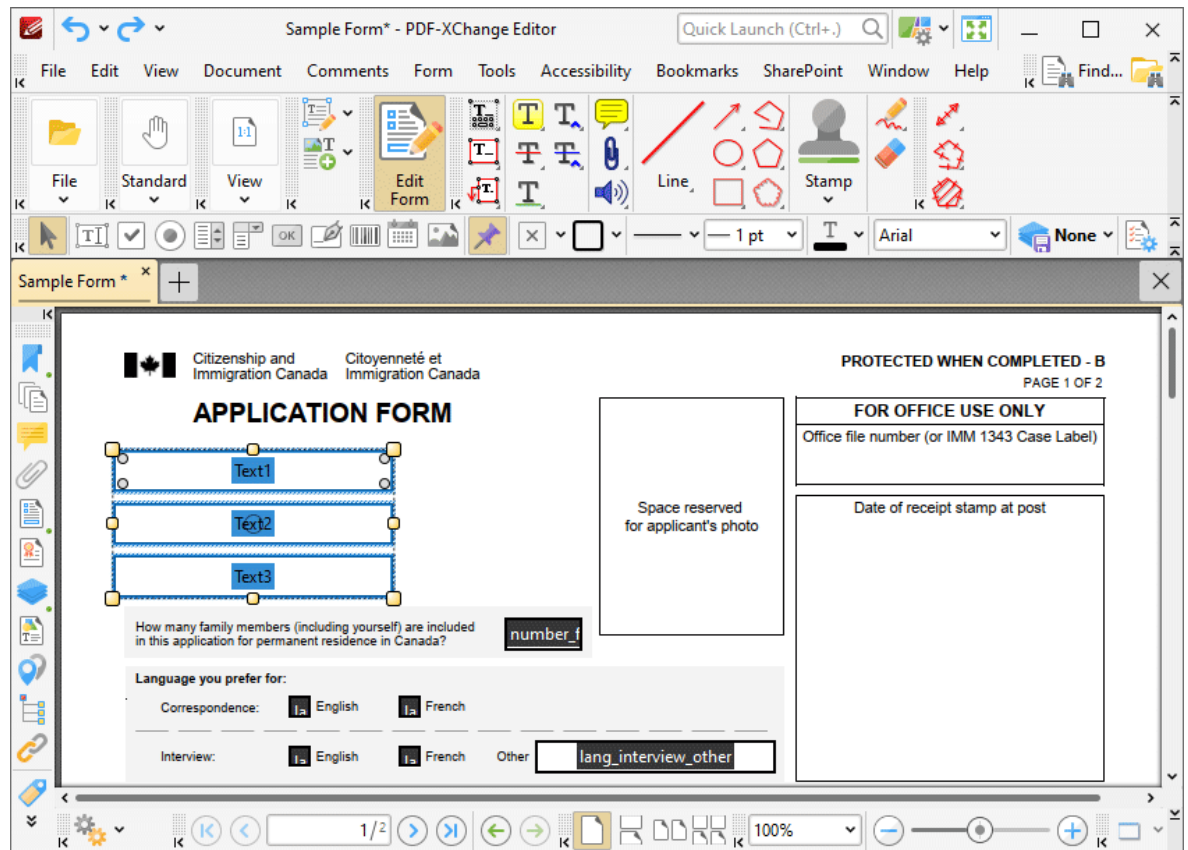 Sample Form* - PDF-XChange Editor
Quick Launch (Ctrl+.)
File Edit View Document Comments Form Tools Accessibility Bookmarks SharePoint Window Help Find...
File Standard View Edit Form Line Stamp
OK 1 pt T Arial None
Sample Form *
Citizenship and Immigration Canada
Citoyenneté et Immigration Canada
PROTECTED WHEN COMPLETED - B
PAGE 1 OF 2
APPLICATION FORM
FOR OFFICE USE ONLY
Office file number (or IMM 1343 Case Label)
Text1
Text2
Text3
Space reserved
for applicant's photo
Date of receipt stamp at post
How many family members (including yourself) are included
in this application for permanent residence in Canada?
number_f
Language you prefer for:
Correspondence: la English la French
Interview: la English la French Other lang_interview_other
1/2 100%